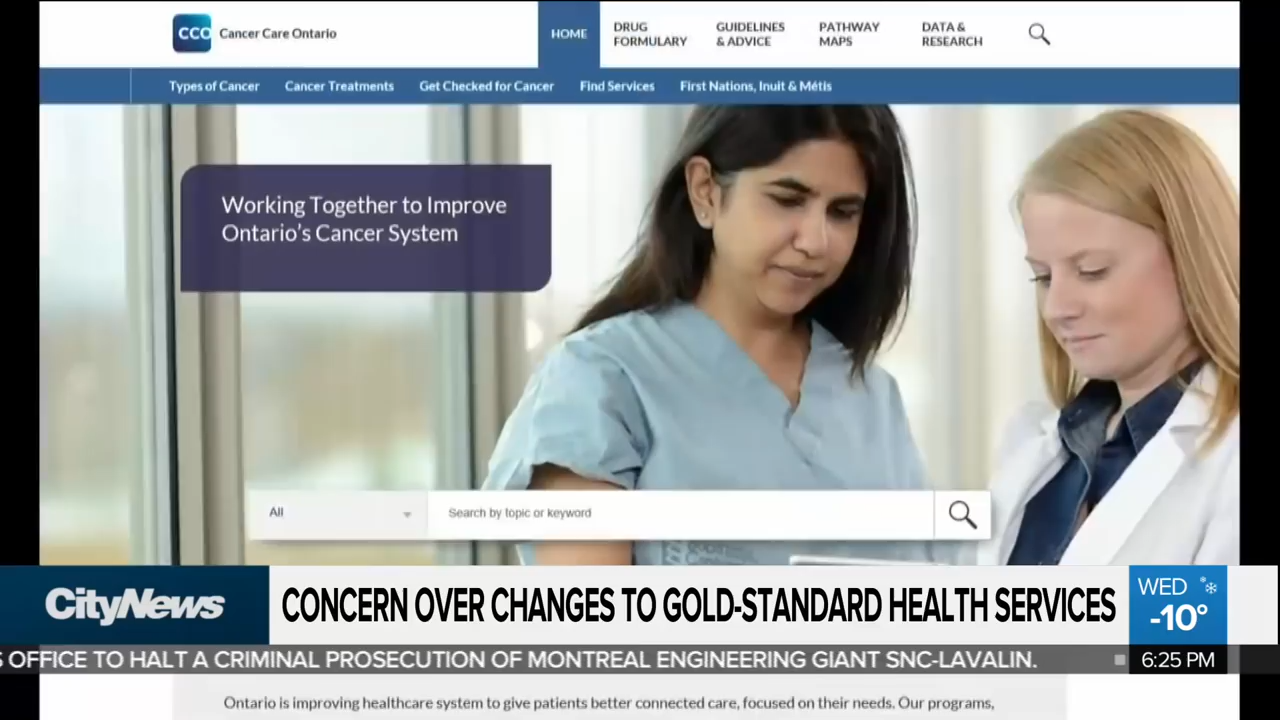 CCO Cancer Care Ontario
HOME
DRUG
FORMULARY
GUIDELINES
& ADVICE
PATHWAY
MAPS
DATA &
RESEARCH
Types of Cancer
Cancer Treatments
Get Checked for Cancer
Find Services
First Nations, Inuit & Métis
Working Together to Improve
Ontario's Cancer System
All
Search by topic or keyword
CityNews
CONCERN OVER CHANGES TO GOLD-STANDARD HEALTH SERVICES
WED
-10°
S OFFICE TO HALT A CRIMINAL PROSECUTION OF MONTREAL ENGINEERING GIANT SNC-LAVALIN.
6:25 PM
Ontario is improving healthcare system to give patients better connected care, focused on their needs. Our programs,